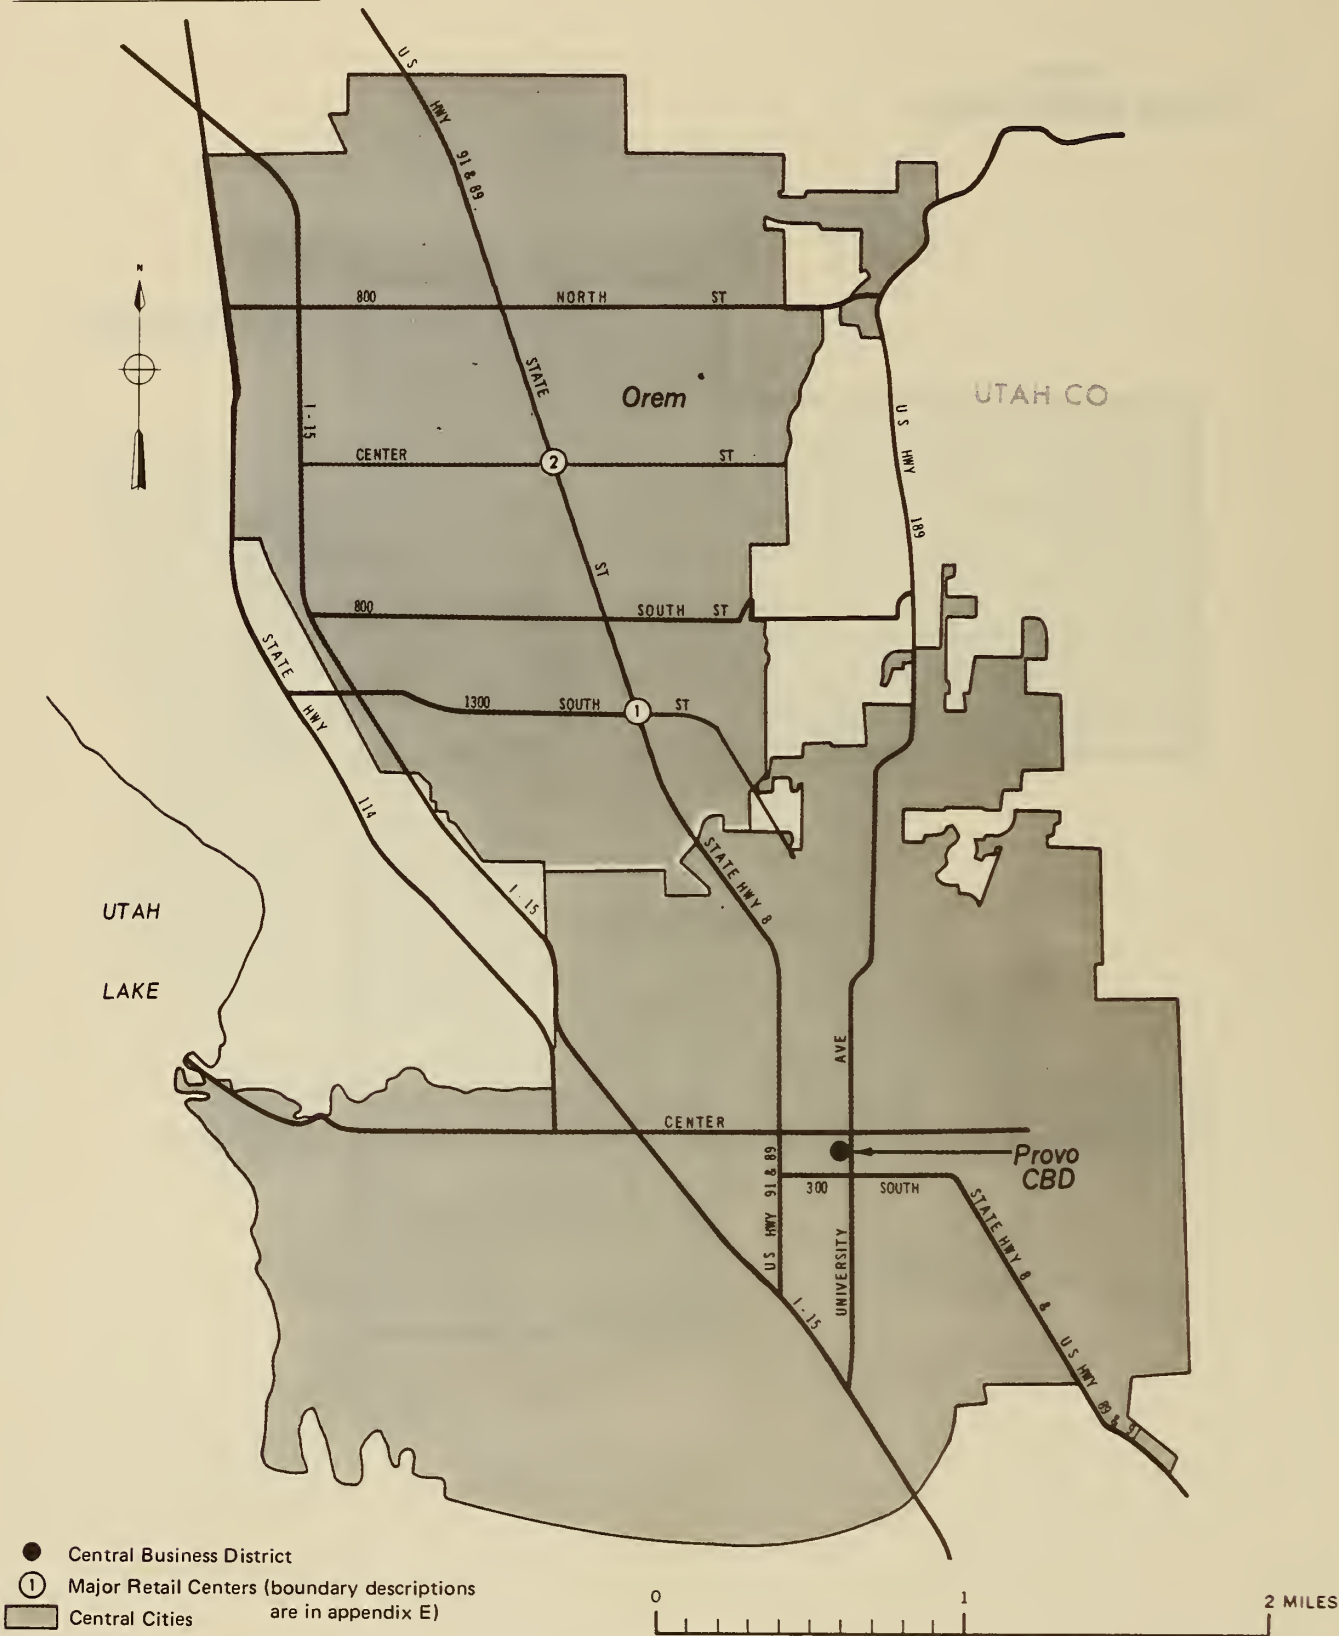 US HWY 91 & 89
N
800 NORTH ST
STATE
Orem
UTAH CO
I-15
US HWY 189
CENTER ST
2
ST
800 SOUTH ST
STATE
HWY
114
1300 SOUTH ST
1
STATE HWY 8
I-15
UTAH
LAKE
AVE
CENTER
Provo
CBD
US HWY 91 & 89
300 SOUTH
STATE HWY 8 & US HWY 89 & 91
UNIVERSITY
I-15
Central Business District
1 Major Retail Centers (boundary descriptions
are in appendix E)
Central Cities
0 1 2 MILES